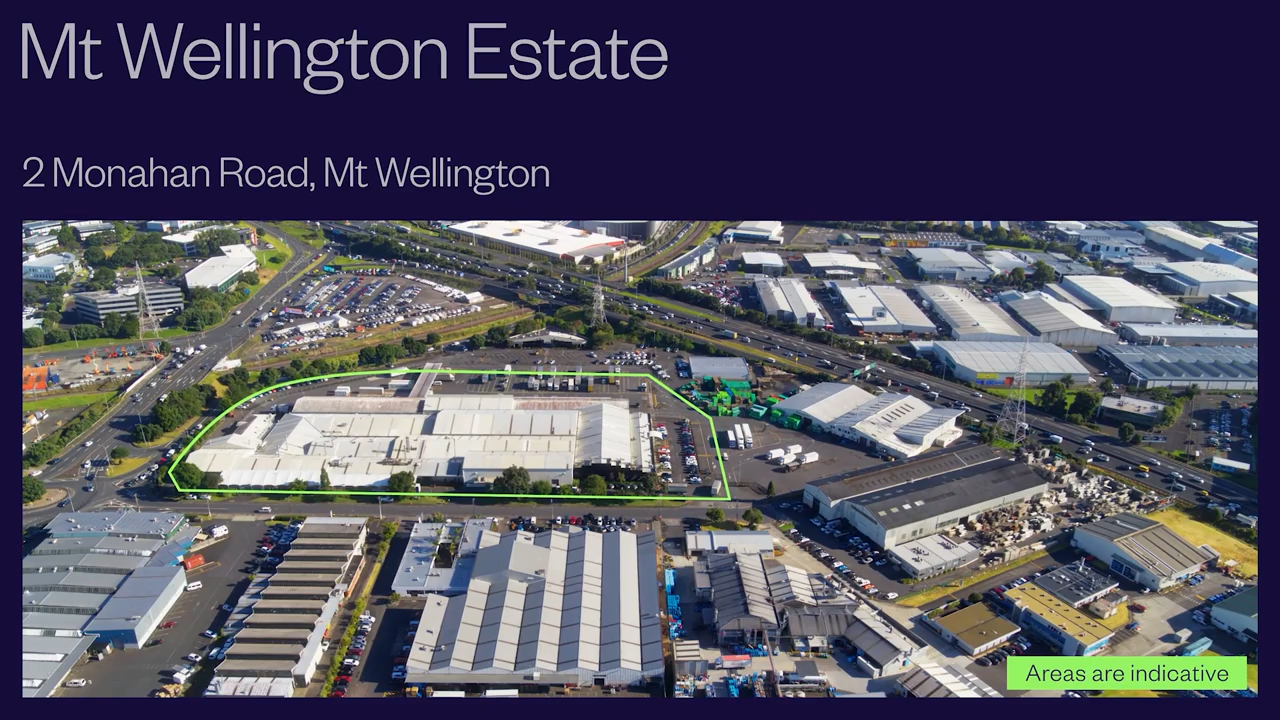 Mt Wellington Estate
2 Monahan Road, Mt Wellington
Areas are indicative